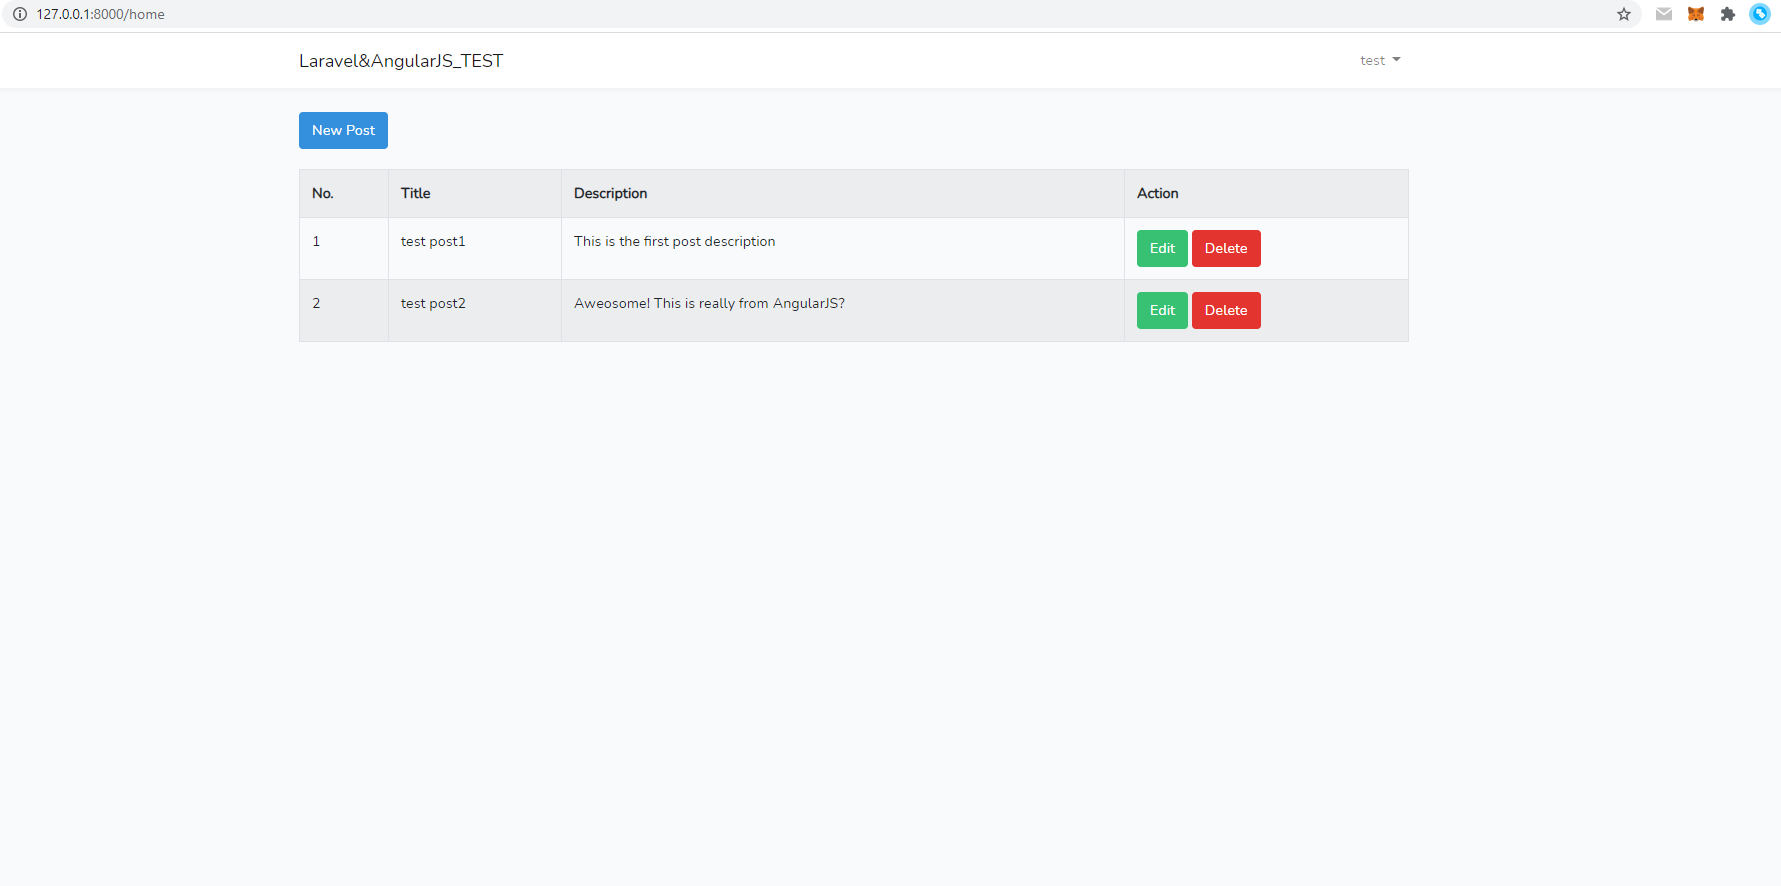 127.0.0.1:8000/home
Laravel&AngularJS_TEST test
New Post
No. Title Description Action
1 test post1 This is the first post description Edit Delete
2 test post2 Aweosome! This is really from AngularJS? Edit Delete